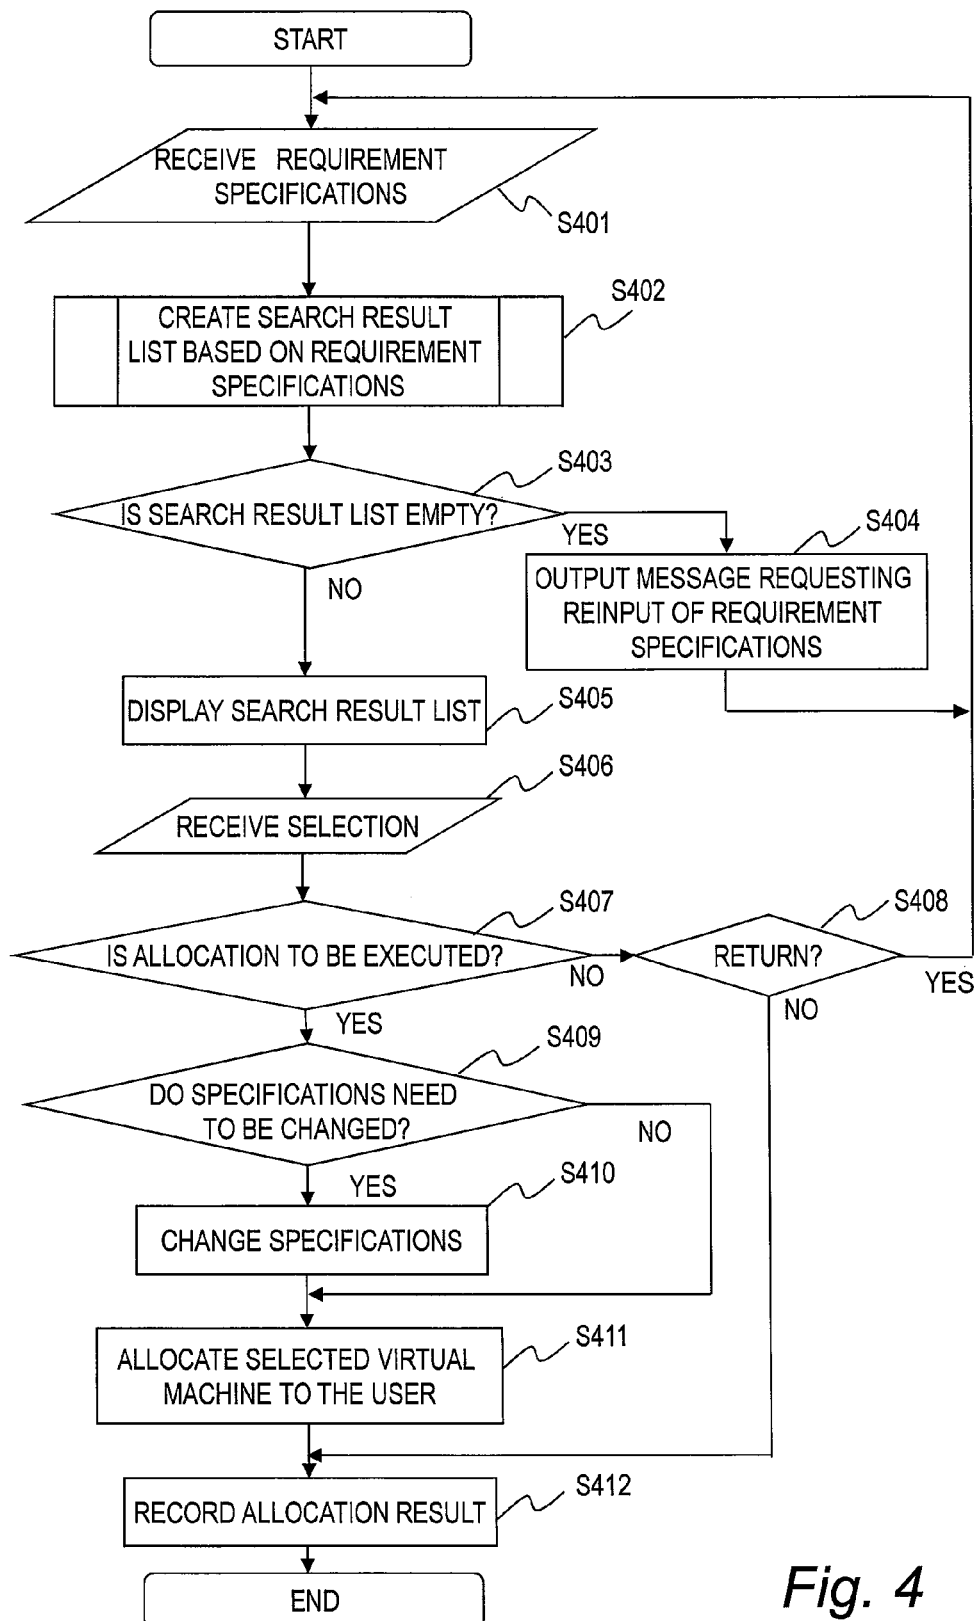 START
RECEIVE REQUIREMENT
SPECIFICATIONS
S401
S402
CREATE SEARCH RESULT
LIST BASED ON REQUIREMENT
SPECIFICATIONS
S403
IS SEARCH RESULT LIST EMPTY?
YES
NO
S404
OUTPUT MESSAGE REQUESTING
REINPUT OF REQUIREMENT
SPECIFICATIONS
DISPLAY SEARCH RESULT LIST
S405
S406
RECEIVE SELECTION
S407
IS ALLOCATION TO BE EXECUTED?
NO
YES
S408
RETURN?
YES
NO
S409
DO SPECIFICATIONS NEED
TO BE CHANGED?
NO
YES
S410
CHANGE SPECIFICATIONS
S411
ALLOCATE SELECTED VIRTUAL
MACHINE TO THE USER
S412
RECORD ALLOCATION RESULT
END
Fig. 4